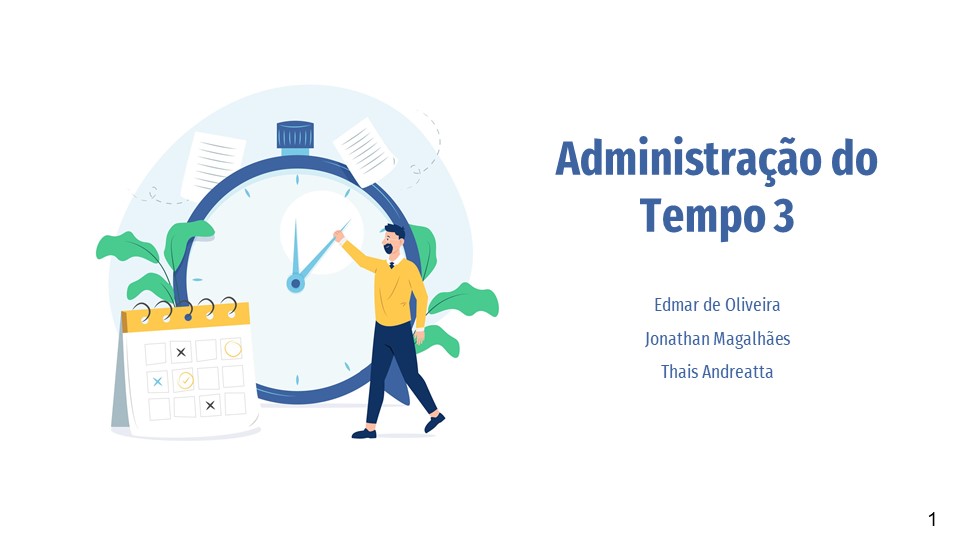 Administração do
Tempo 3
Edmar de Oliveira
Jonathan Magalhães
Thais Andreatta
1